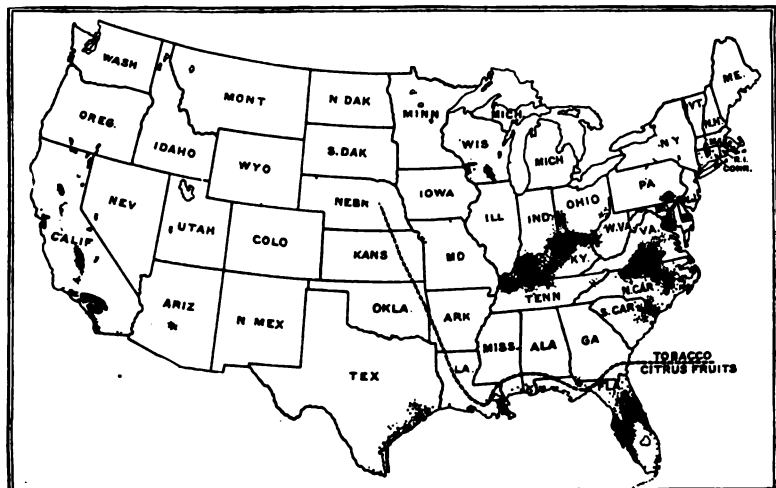 WASH
MONT
N DAK
MINN
MICH
ME.
VT
N.H.
OREG.
IDAHO
S. DAK
WIS
MICH
N.Y
R.I.
CONN.
WYO
NEBR
IOWA
PA
NEV
UTAH
COLO
KANS
MO
ILL
IND
OHIO
W.VA.
VA.
KY.
CALIF
ARIZ
N MEX
OKLA
ARK
TENN
N.CAR
S.CAR
TEX
LA.
MISS.
ALA
GA
FLA
TOBACCO
CITRUS FRUITS